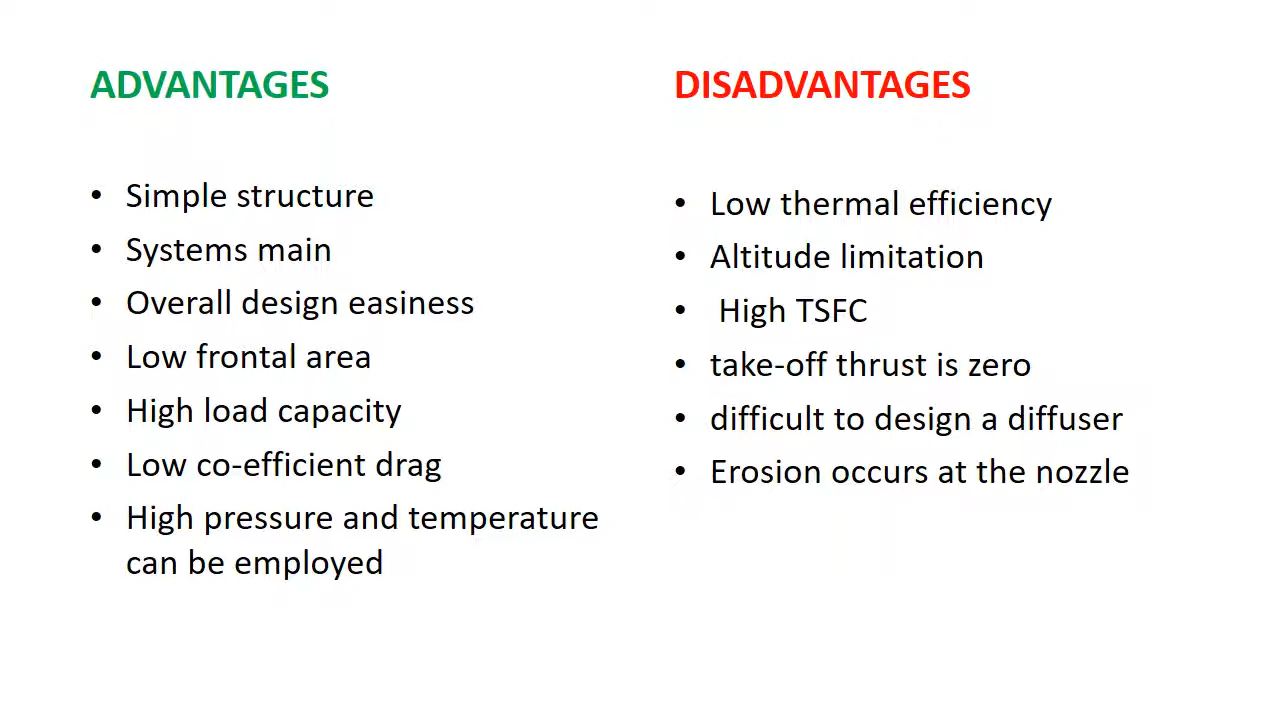 ADVANTAGES
• Simple structure
• Systems main
• Overall design easiness
• Low frontal area
• High load capacity
• Low co-efficient drag
• High pressure and temperature
can be employed
DISADVANTAGES
• Low thermal efficiency
• Altitude limitation
• High TSFC
• take-off thrust is zero
• difficult to design a diffuser
• Erosion occurs at the nozzle